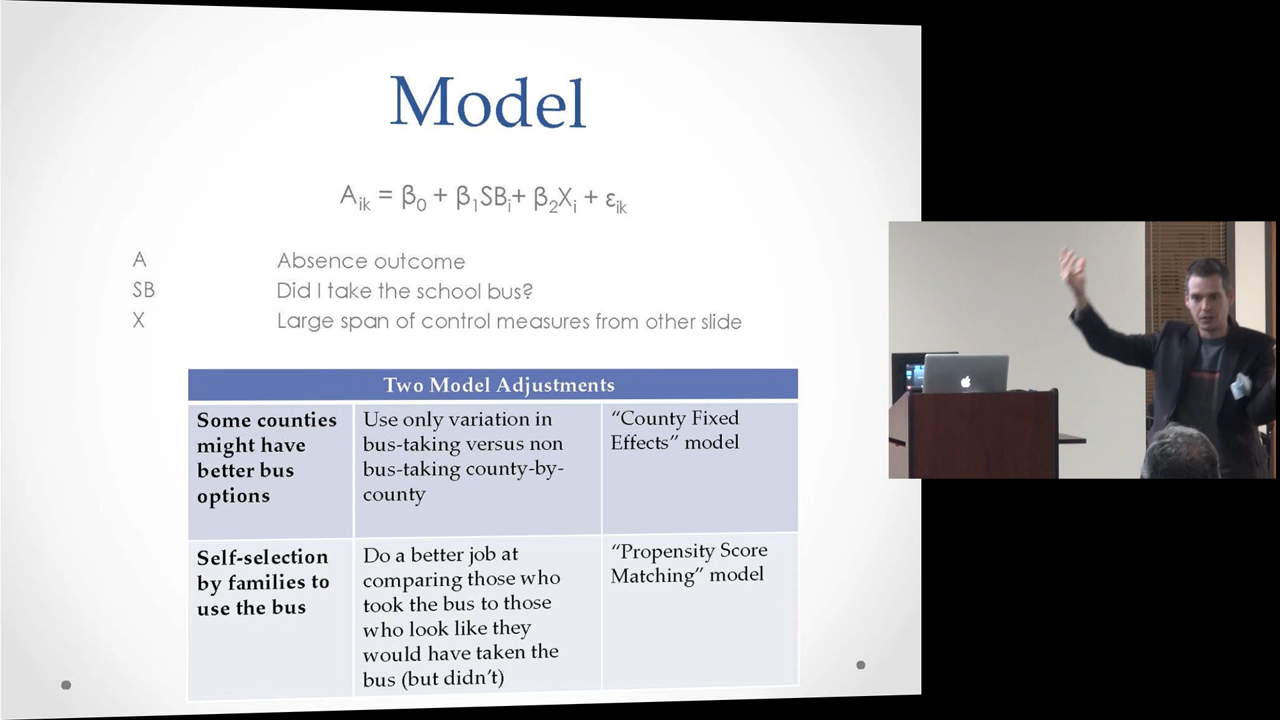 Model
Aᵢₖ = β₀ + β₁SBᵢ+ β₂Xᵢ + εᵢₖ
A Absence outcome
SB Did I take the school bus?
X Large span of control measures from other slide
Two Model Adjustments
Some counties
might have
better bus
options
Use only variation in
bus-taking versus non
bus-taking county-by-
county
“County Fixed
Effects” model
Self-selection
by families to
use the bus
Do a better job at
comparing those who
took the bus to those
who look like they
would have taken the
bus (but didn’t)
“Propensity Score
Matching” model